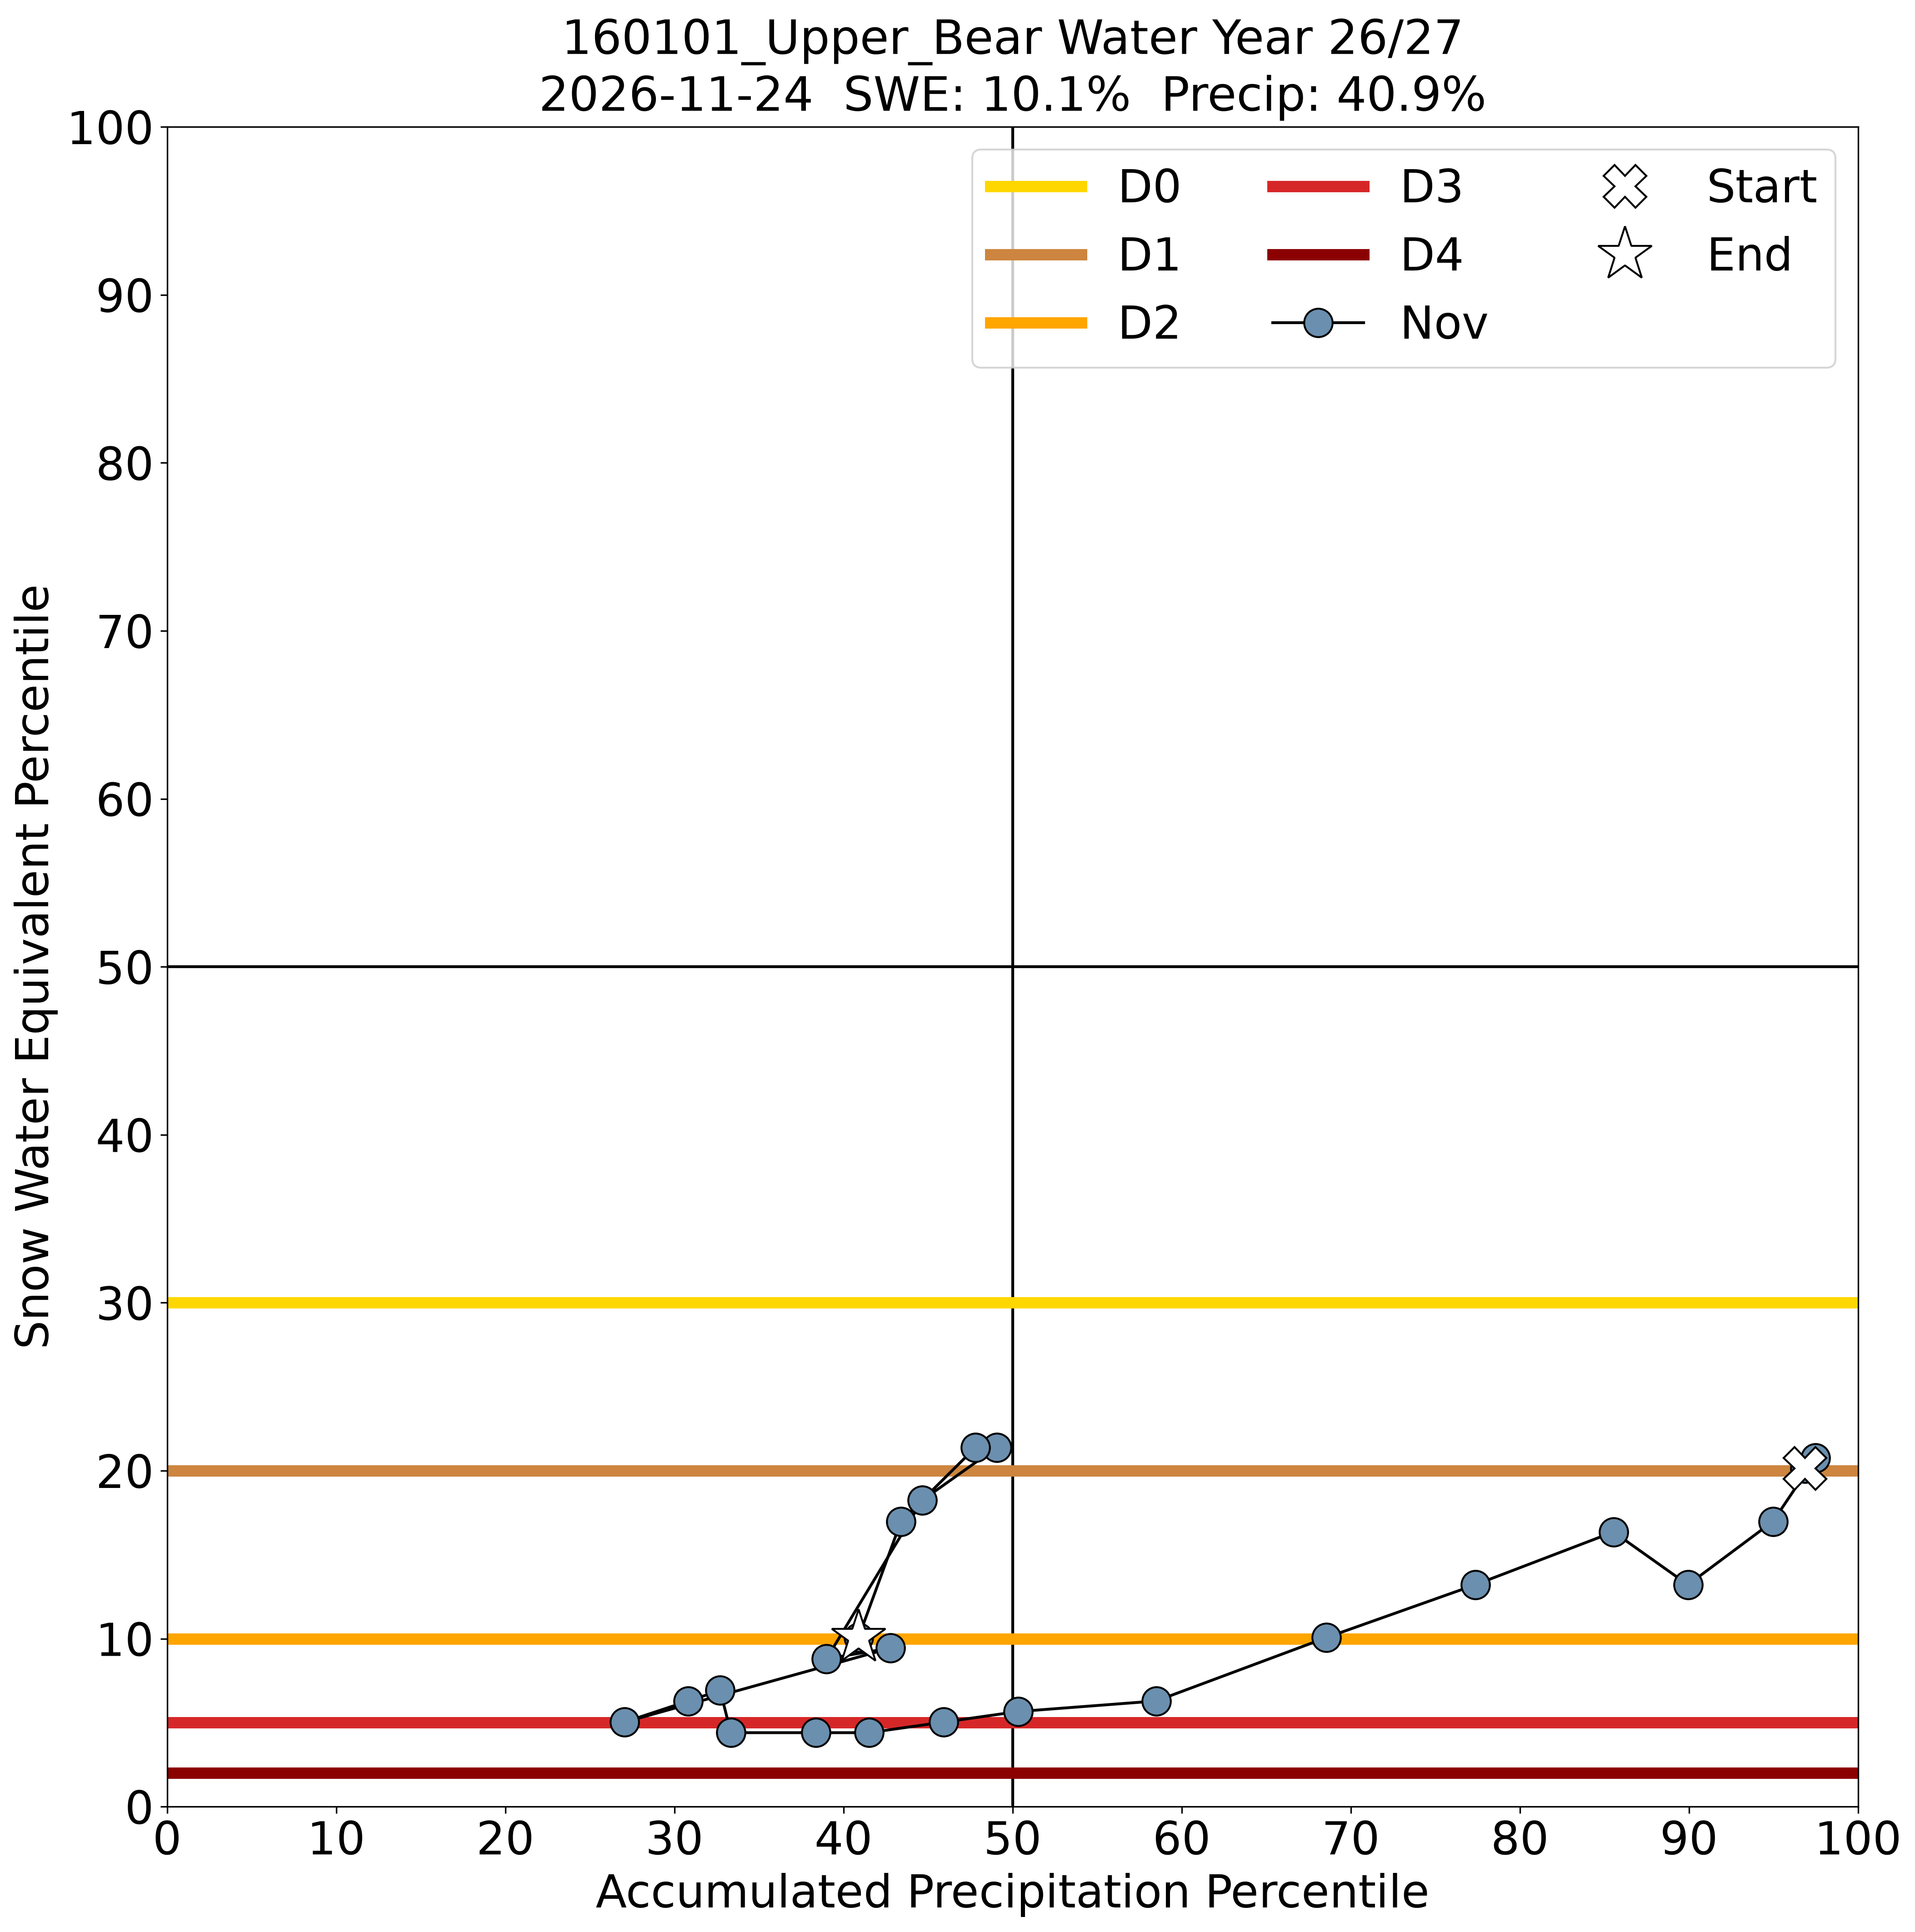 160101_Upper_Bear Water Year 26/27
2026-11-24  SWE: 10.1%  Precip: 40.9%
D0
D1
D2
D3
D4
Nov
Start
End
Snow Water Equivalent Percentile
100
90
80
70
60
50
40
30
20
10
0
0 10 20 30 40 50 60 70 80 90 100
Accumulated Precipitation Percentile